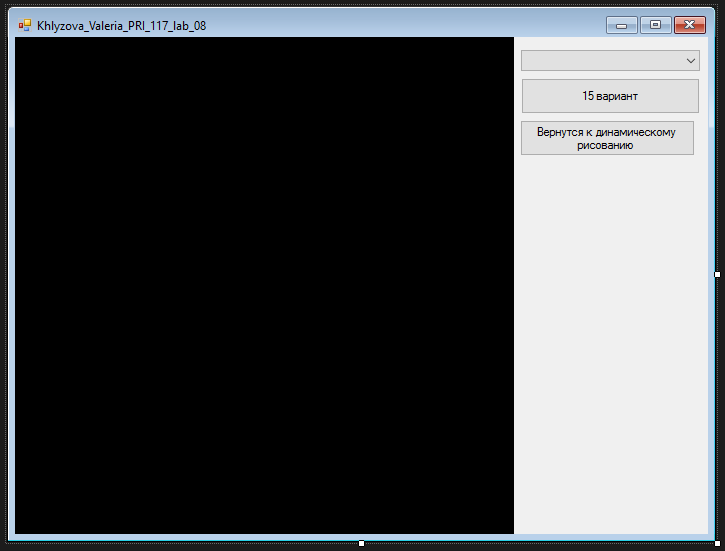 Khlyzova_Valeria_PRI_117_lab_08
15 вариант
Вернутся к динамическому
рисованию